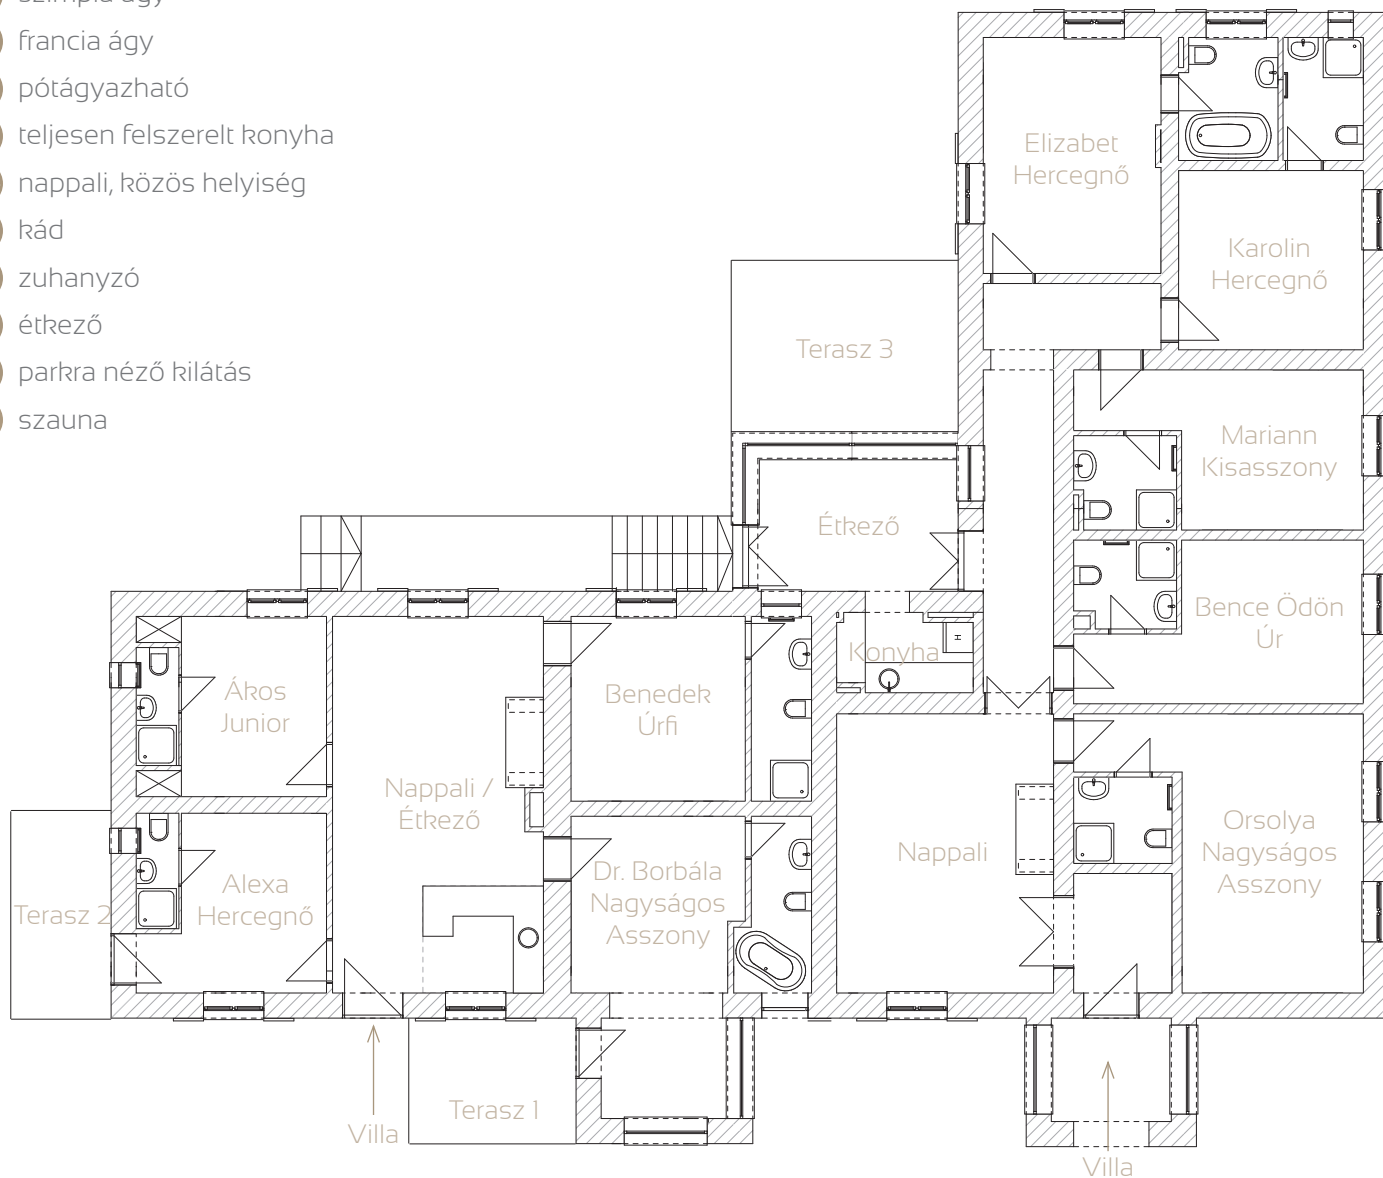 szimpla ágy
francia ágy
pótágyazható
teljesen felszerelt konyha
nappali, közös helyiség
kád
zuhanyzó
étkező
parkra néző kilátás
szauna
Elizabet
Hercegnő
Karolin
Hercegnő
Terasz 3
Mariann
Kisasszony
Étkező
Bence Ödön
Úr
Konyha
H
Ákos
Junior
Benedek
Úrfi
Nappali /
Étkező
Nappali
Orsolya
Nagyságos
Asszony
Dr. Borbála
Nagyságos
Asszony
Alexa
Hercegnő
Terasz 2
Terasz 1
Villa
Villa